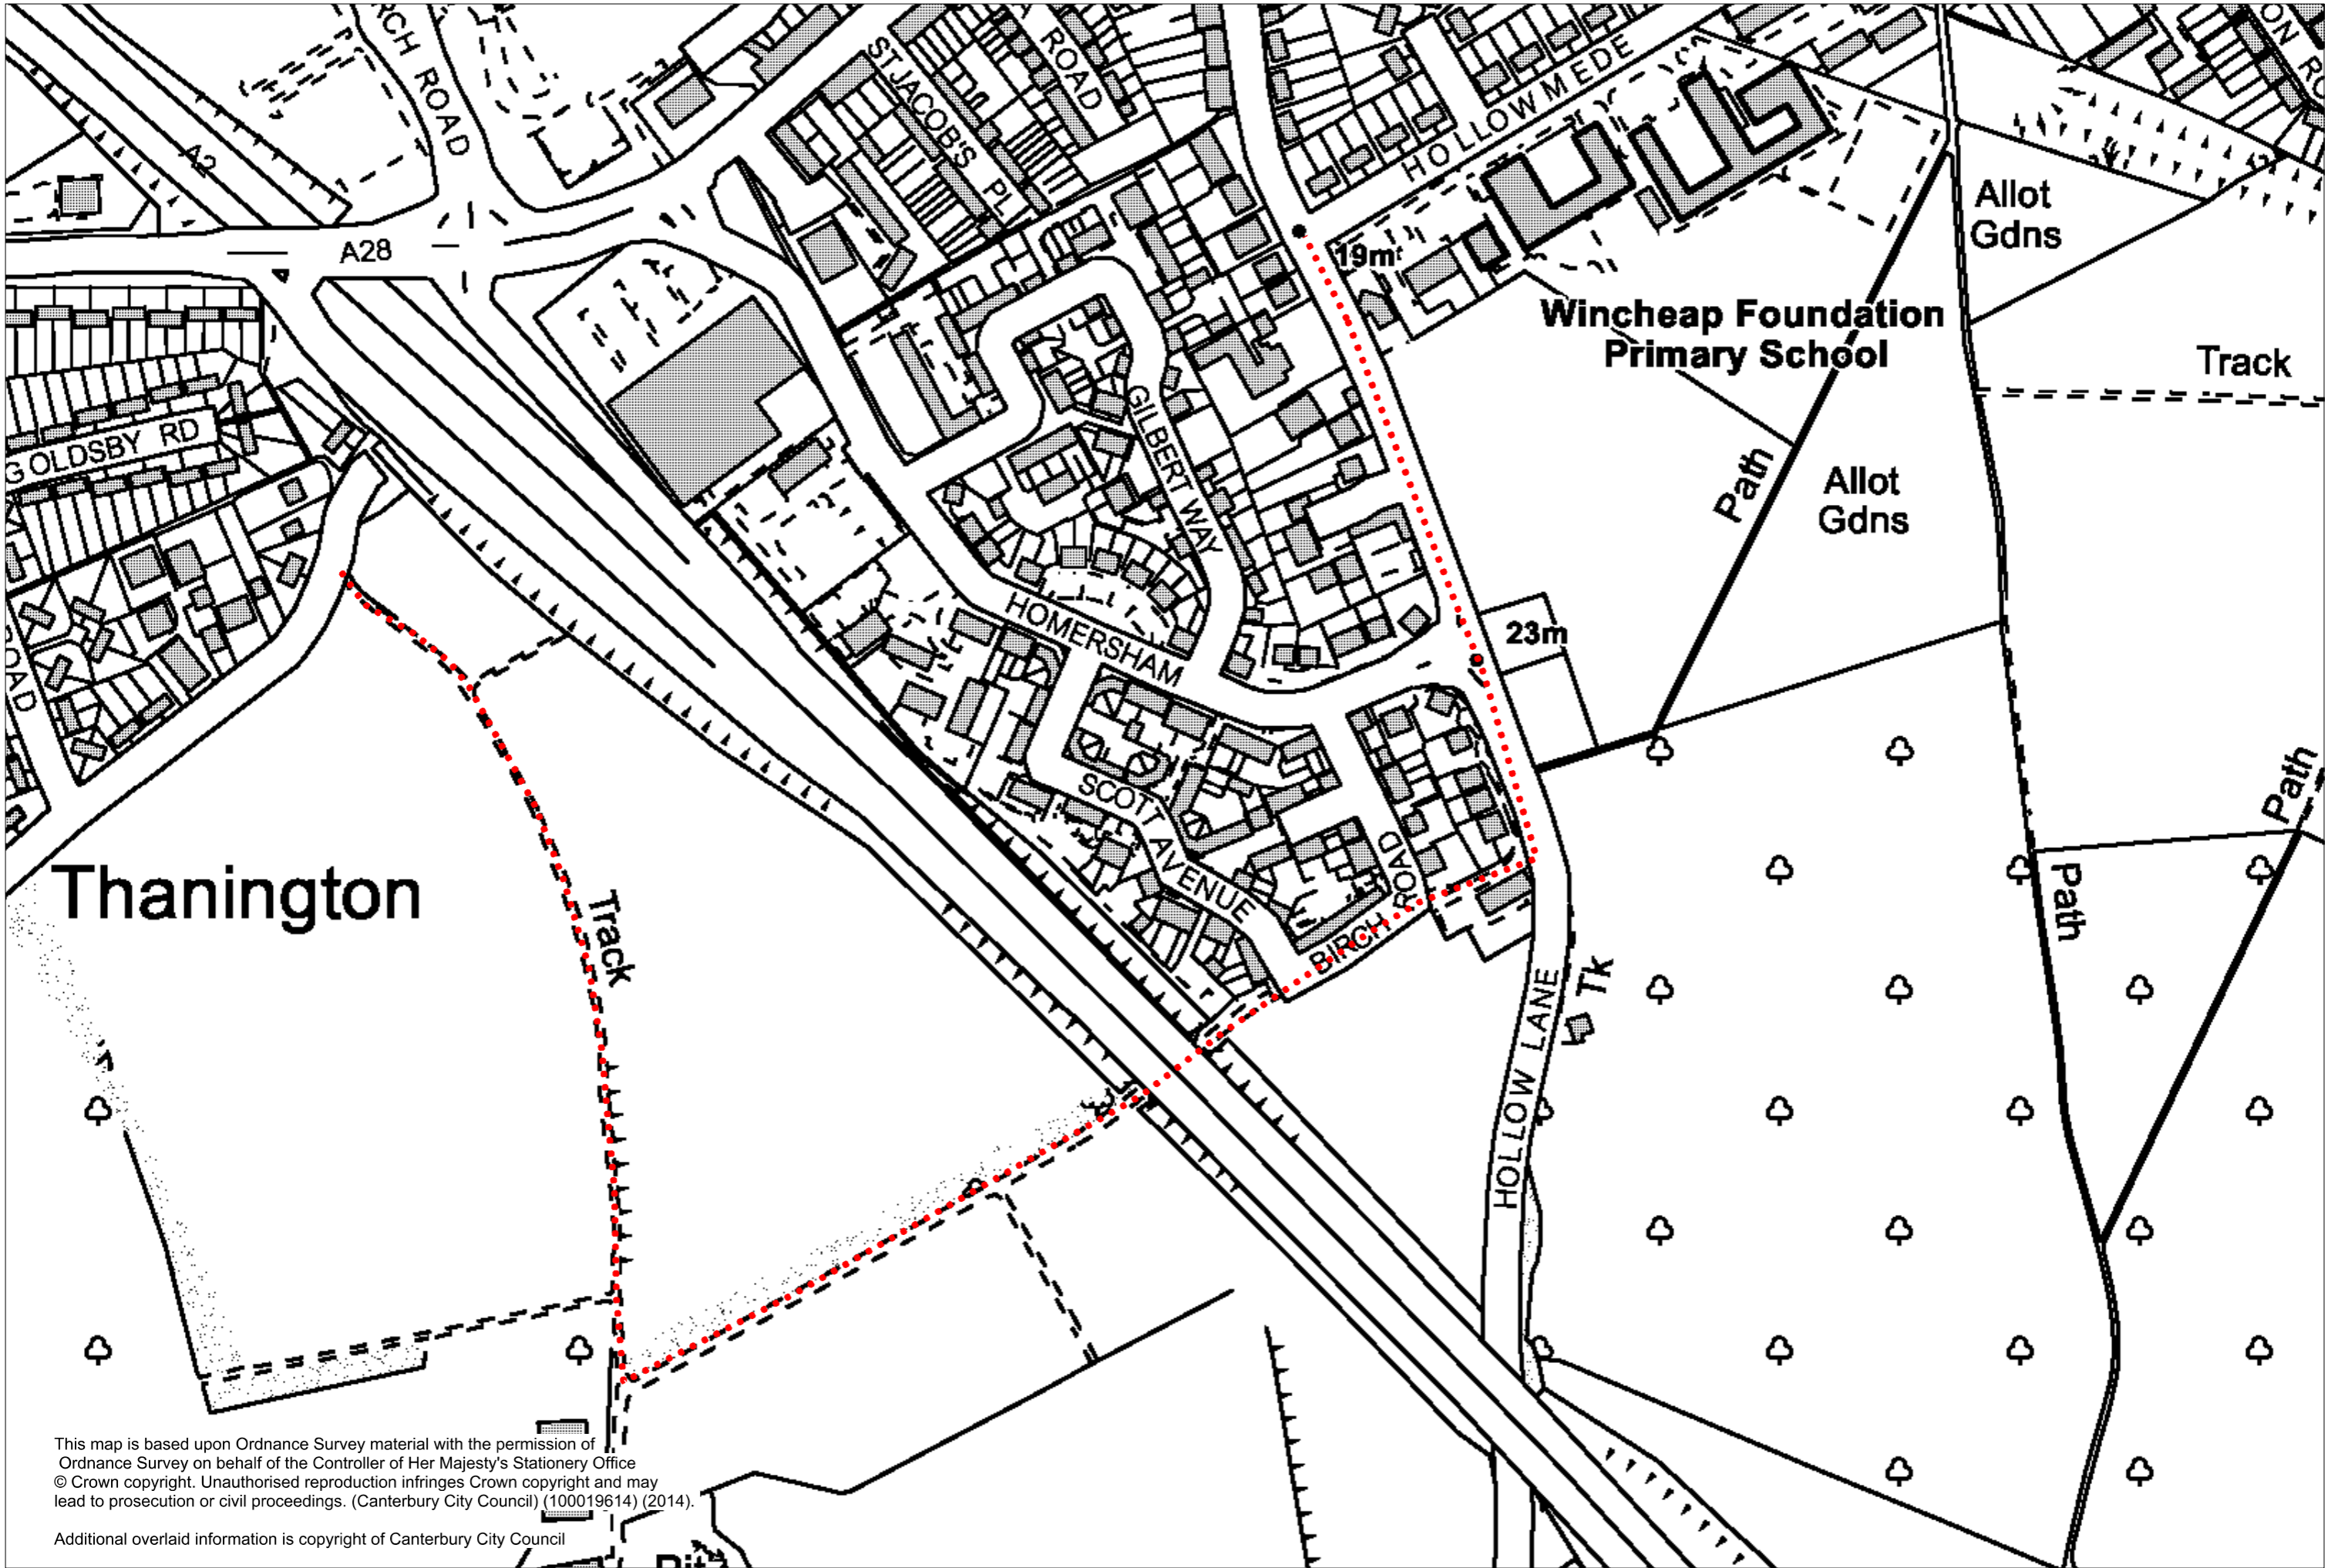 RCH ROAD
A2
A28
ST JACOB'S PL
A ROAD
HOLLOWMEDE
ON RO
Allot
Gdns
19m
Wincheap Foundation
Primary School
Track
GOLDSBY RD
GILBERT WAY
Path
Allot
Gdns
HOMERSHAM
23m
OAD
SCOTT AVENUE
BIRCH ROAD
Path
Path
Thanington
Track
HOLLOW LANE
Tk
This map is based upon Ordnance Survey material with the permission of
Ordnance Survey on behalf of the Controller of Her Majesty's Stationery Office
© Crown copyright. Unauthorised reproduction infringes Crown copyright and may
lead to prosecution or civil proceedings. (Canterbury City Council) (100019614) (2014).
Additional overlaid information is copyright of Canterbury City Council